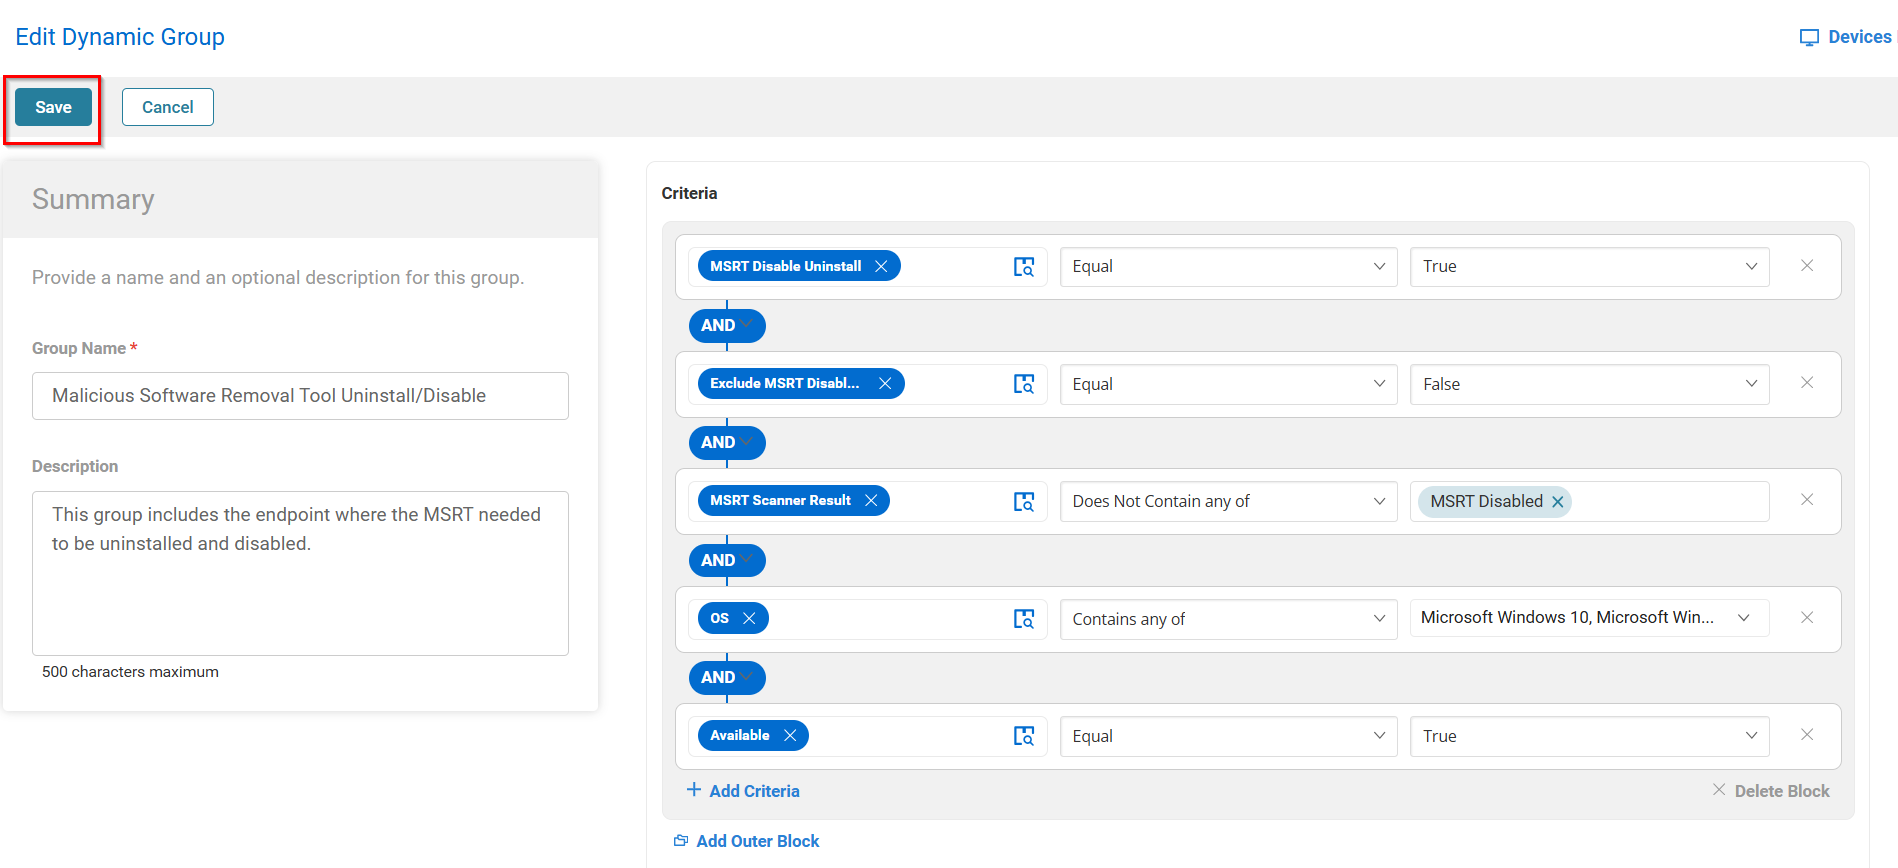 Edit Dynamic Group
Devices
Save
Cancel
Summary
Provide a name and an optional description for this group.
Group Name *
Malicious Software Removal Tool Uninstall/Disable
Description
This group includes the endpoint where the MSRT needed
to be uninstalled and disabled.
500 characters maximum
Criteria
MSRT Disable Uninstall Equal True
AND
Exclude MSRT Disabl... Equal False
AND
MSRT Scanner Result Does Not Contain any of MSRT Disabled
AND
OS Contains any of Microsoft Windows 10, Microsoft Win...
AND
Available Equal True
Add Criteria
Delete Block
Add Outer Block